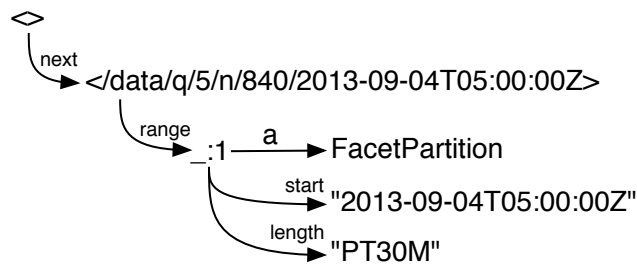 <>
next
</data/q/5/n/840/2013-09-04T05:00:00Z>
range
_:1 a FacetPartition
start
"2013-09-04T05:00:00Z"
length
"PT30M"